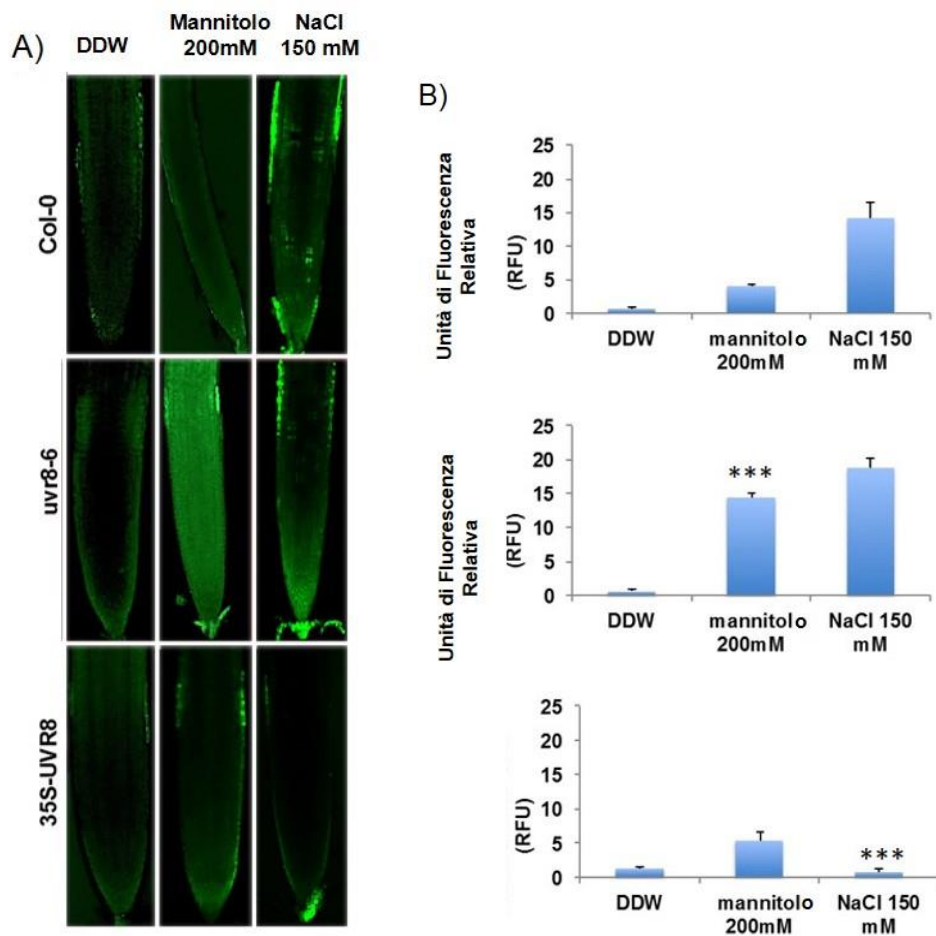 A)
DDW
Mannitolo
200mM
NaCl
150 mM
Col-0
uvr8-6
35S-UVR8
B)
Unità di Fluorescenza
Relativa
(RFU)
25
20
15
10
5
0
DDW
mannitolo
200mM
NaCl 150
mM
Unità di Fluorescenza
Relativa
(RFU)
25
20
15
10
5
0
***
DDW
mannitolo
200mM
NaCl 150
mM
(RFU)
25
20
15
10
5
0
***
DDW
mannitolo
200mM
NaCl 150
mM